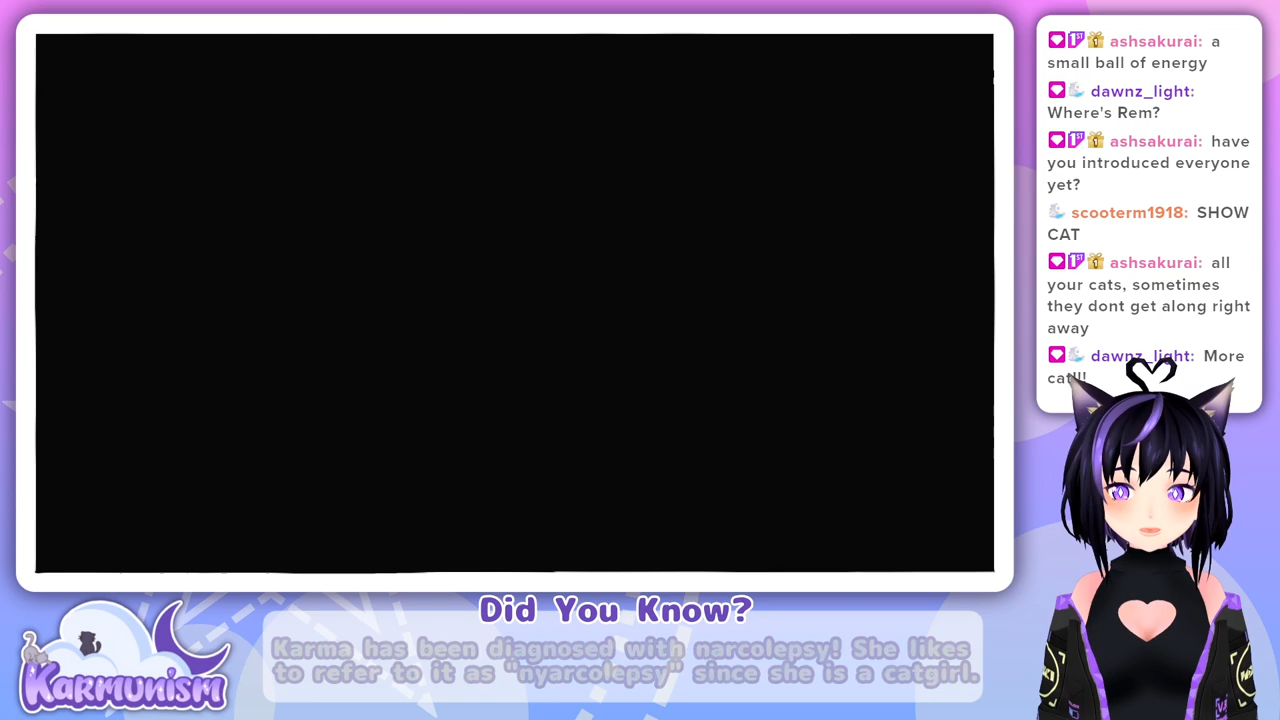 ashsakurai: a
small ball of energy
dawnz_light:
Where's Rem?
ashsakurai: have
you introduced everyone
yet?
scooterm1918: SHOW
CAT
ashsakurai: all
your cats, sometimes
they dont get along right
away
dawnz_light: More
cat!!!
Did You Know?
Karma has been diagnosed with narcolepsy! She likes
to refer to it as "nyarcolepsy" since she is a catgirl.
KARMUNISM